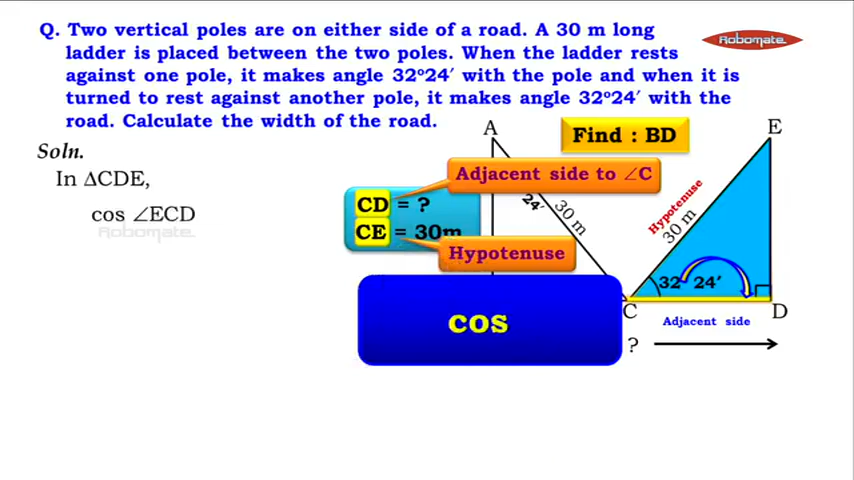 Q. Two vertical poles are on either side of a road. A 30 m long
ladder is placed between the two poles. When the ladder rests
against one pole, it makes angle 32º24′ with the pole and when it is
turned to rest against another pole, it makes angle 32º24′ with the
road. Calculate the width of the road.
Robomate
Soln.
In ΔCDE,
cos ∠ECD
Robomate
A
Find : BD
E
Adjacent side to ∠C
CD = ?
CE = 30m
Hypotenuse
24′
30 m
Hypotenuse
30 m
32 24′
cos
C
D
Adjacent side
?